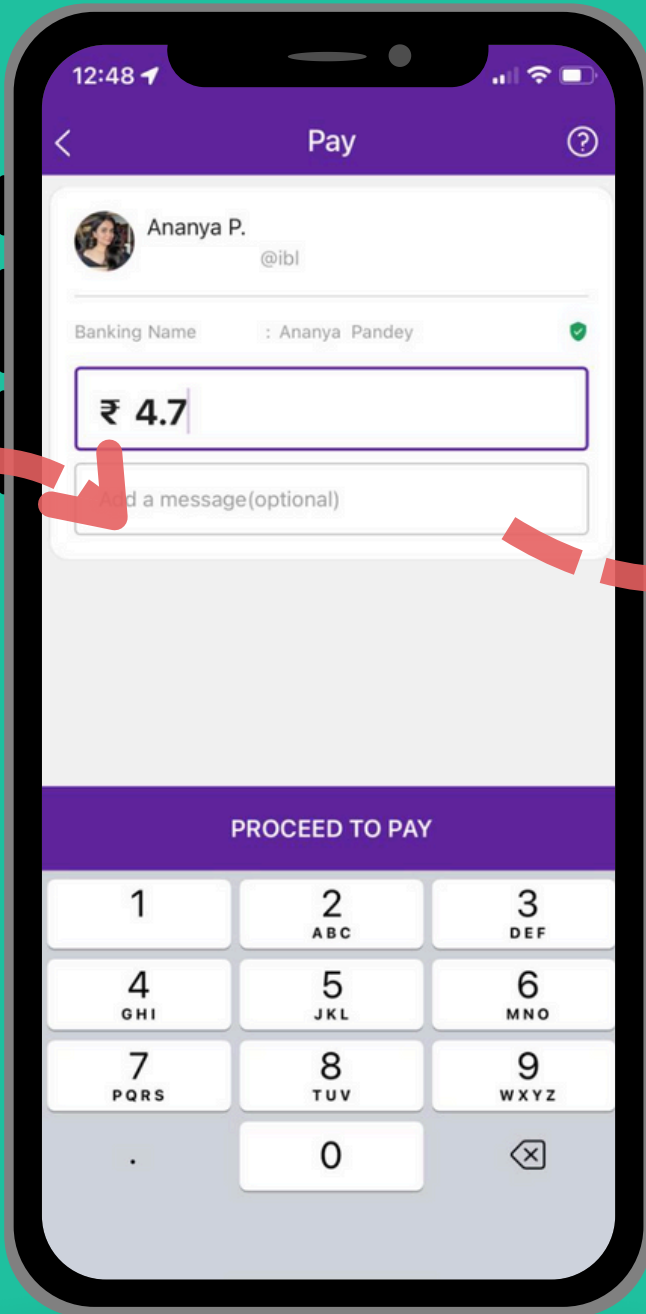 12:48
Pay
?
Ananya P.
@ibl
Banking Name : Ananya Pandey
₹ 4.7
Add a message(optional)
PROCEED TO PAY
1 2 3
ABC DEF
4 5 6
GHI JKL MNO
7 8 9
PQRS TUV WXYZ
. 0